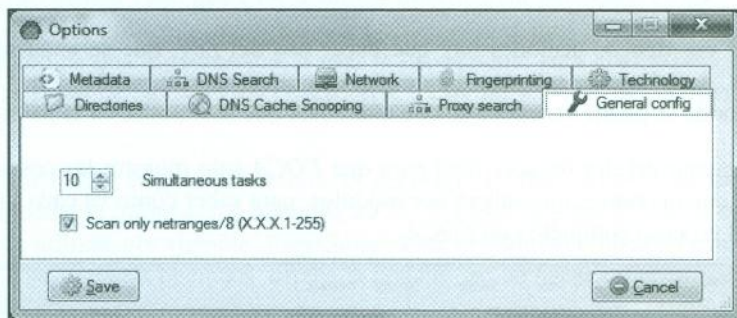 Options
Metadata DNS Search Network Fingerprinting Technology
Directories DNS Cache Snooping Proxy search General config
10 Simultaneous tasks
Scan only netranges/8 (X.X.X.1-255)
Save Cancel